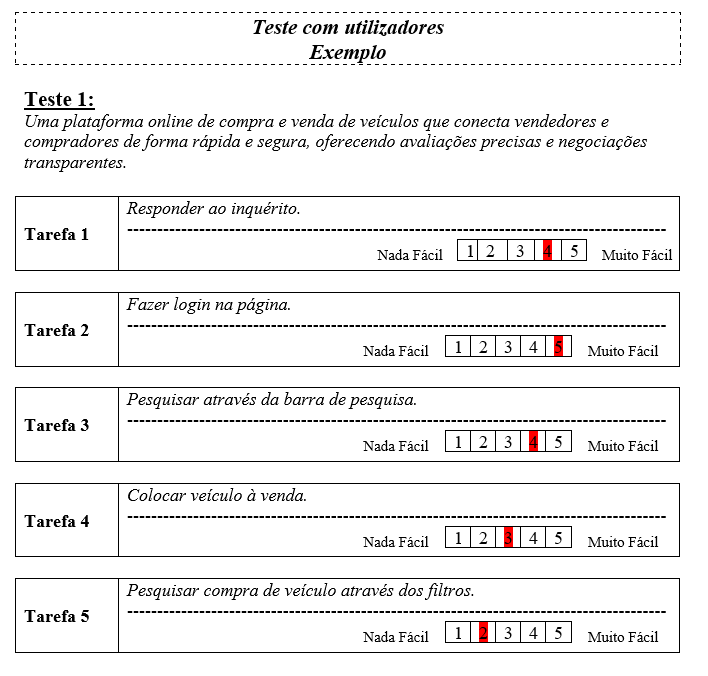 Teste com utilizadores
Exemplo
Teste 1:
Uma plataforma online de compra e venda de veículos que conecta vendedores e
compradores de forma rápida e segura, oferecendo avaliações precisas e negociações
transparentes.
Tarefa 1
Responder ao inquérito.
Nada Fácil 1 2 3 4 5 Muito Fácil
Tarefa 2
Fazer login na página.
Nada Fácil 1 2 3 4 5 Muito Fácil
Tarefa 3
Pesquisar através da barra de pesquisa.
Nada Fácil 1 2 3 4 5 Muito Fácil
Tarefa 4
Colocar veículo à venda.
Nada Fácil 1 2 3 4 5 Muito Fácil
Tarefa 5
Pesquisar compra de veículo através dos filtros.
Nada Fácil 1 2 3 4 5 Muito Fácil